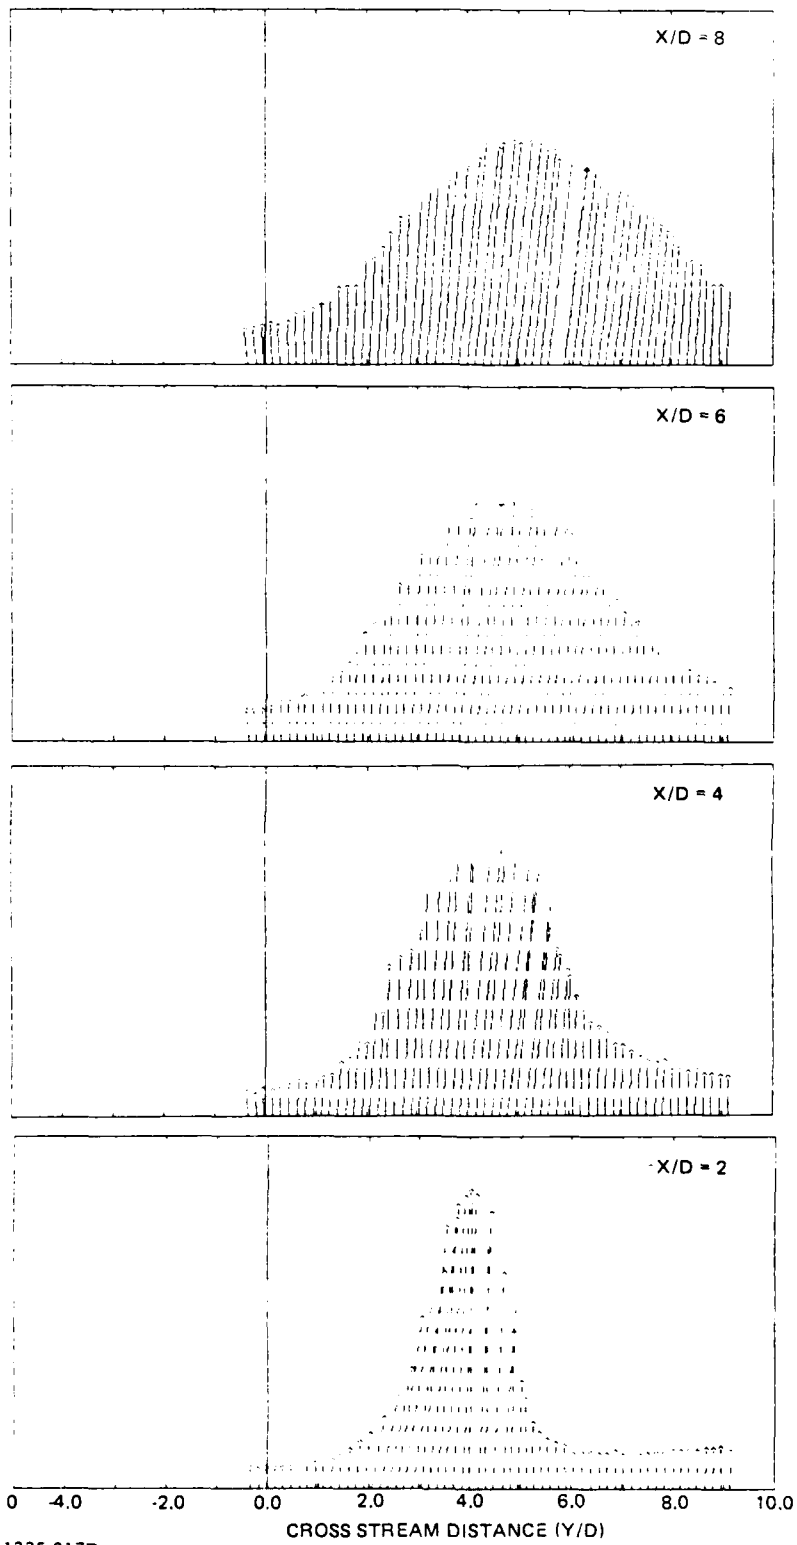 X/D = 8
X/D = 6
X/D = 4
X/D = 2
0 -4.0 -2.0 0.0 2.0 4.0 6.0 8.0 10.0
CROSS STREAM DISTANCE (Y/D)